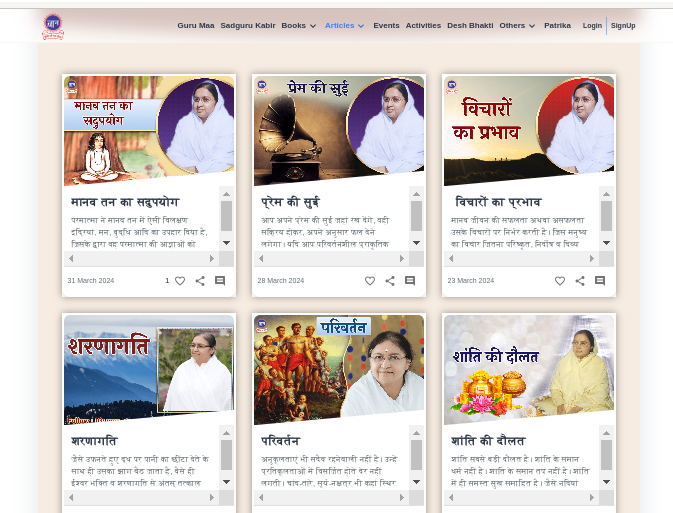 Guru Maa Sadguru Kabir Books Articles Events Activities Desh Bhakti Others Patrika Login SignUp
मानव तन का
सदुपयोग
मानव तन का सदुपयोग
परमात्मा ने मानव तन में ऐसी विलक्षण
इंद्रियां, मन, बुद्धि आदि का उपहार दिया है,
जिसके द्वारा वह परमात्मा की आज्ञाओं को
31 March 2024 1
प्रेम की सुई
प्रेम की सुई
आप अपने प्रेम की सुई जहां रख देंगे, वही
सक्रिय होकर, अपने अनुसार फल देने
लगेगा। यदि आप परिवर्तनशील प्राकृतिक
28 March 2024
विचारों
का प्रभाव
विचारों का प्रभाव
मानव जीवन की सफलता अथवा असफलता
उसके विचारों पर निर्भर करती है। जिस मनुष्य
का विचार जितना परिष्कृत, निर्दोष व दिव्य
23 March 2024
शरणागति
शरणागति
जैसे उफनते हुए दूध पर पानी का छींटा देते के
साथ ही उसका झाग बैठ जाता है, वैसे ही
ईश्वर भक्ति व शरणागति से अंतस् तत्काल
परिवर्तन
परिवर्तन
अनुकूलताएं भी सदैव रहनेवाली नहीं है। उन्हें
प्रतिकूलताओं में विसर्जित होते देर नहीं
लगती। चांद-तारे, सूर्य-नक्षत्र भी कहां स्थिर
शांति की दौलत
शांति की दौलत
शांति सबसे बड़ी दौलत है। शांति के समान
धर्म नहीं है। शांति के समान तप नहीं है। शांति
में ही समस्त सुख समाहित है। जैसे नदियां